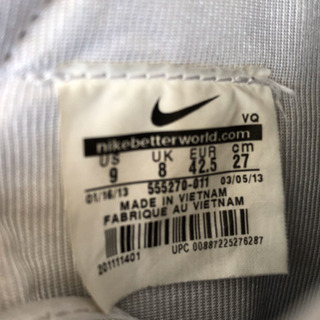 VQ
nikebetterworld.com
US UK EUR cm
9 8 42.5 27
01/16/13 555270-011 03/05/13
MADE IN VIETNAM
FABRIQUE AU VIETNAM
201111401
UPC 00887225276287